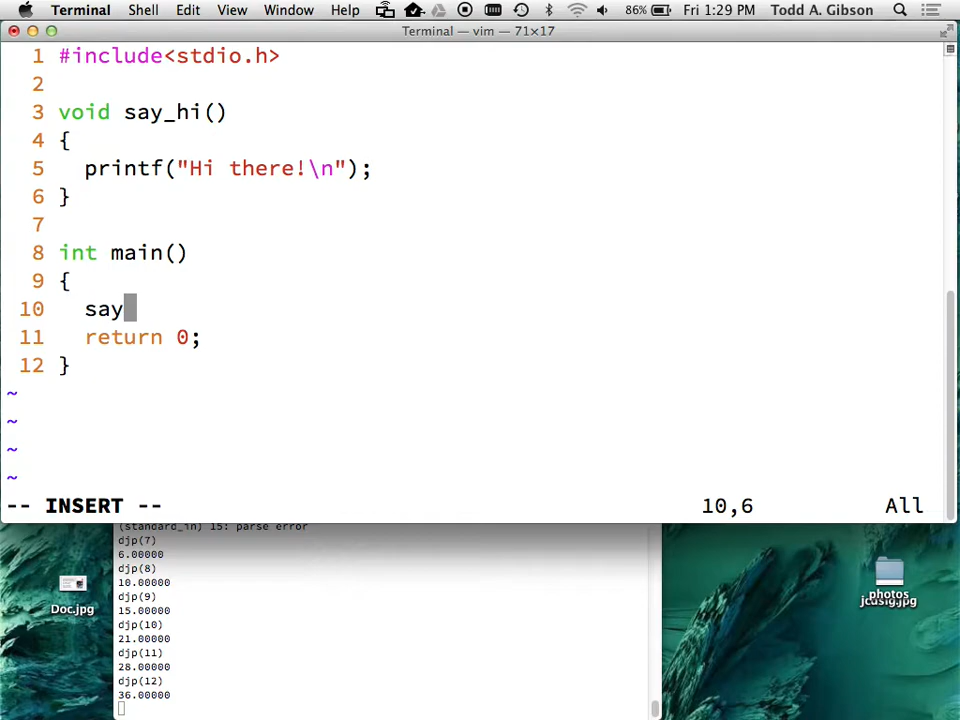 Terminal Shell Edit View Window Help 86% Fri 1:29 PM Todd A. Gibson
Terminal — vim — 71×17
1 #include<stdio.h>
2
3 void say_hi()
4 {
5   printf("Hi there!\n");
6 }
7
8 int main()
9 {
10   say
11   return 0;
12 }
~
~
~
~
-- INSERT -- 10,6 All
(standard_in) 15: parse error
djp(7)
6.00000
djp(8)
10.00000
djp(9)
15.00000
djp(10)
21.00000
djp(11)
28.00000
djp(12)
36.00000
Doc.jpg
photos
jcdsig.jpg